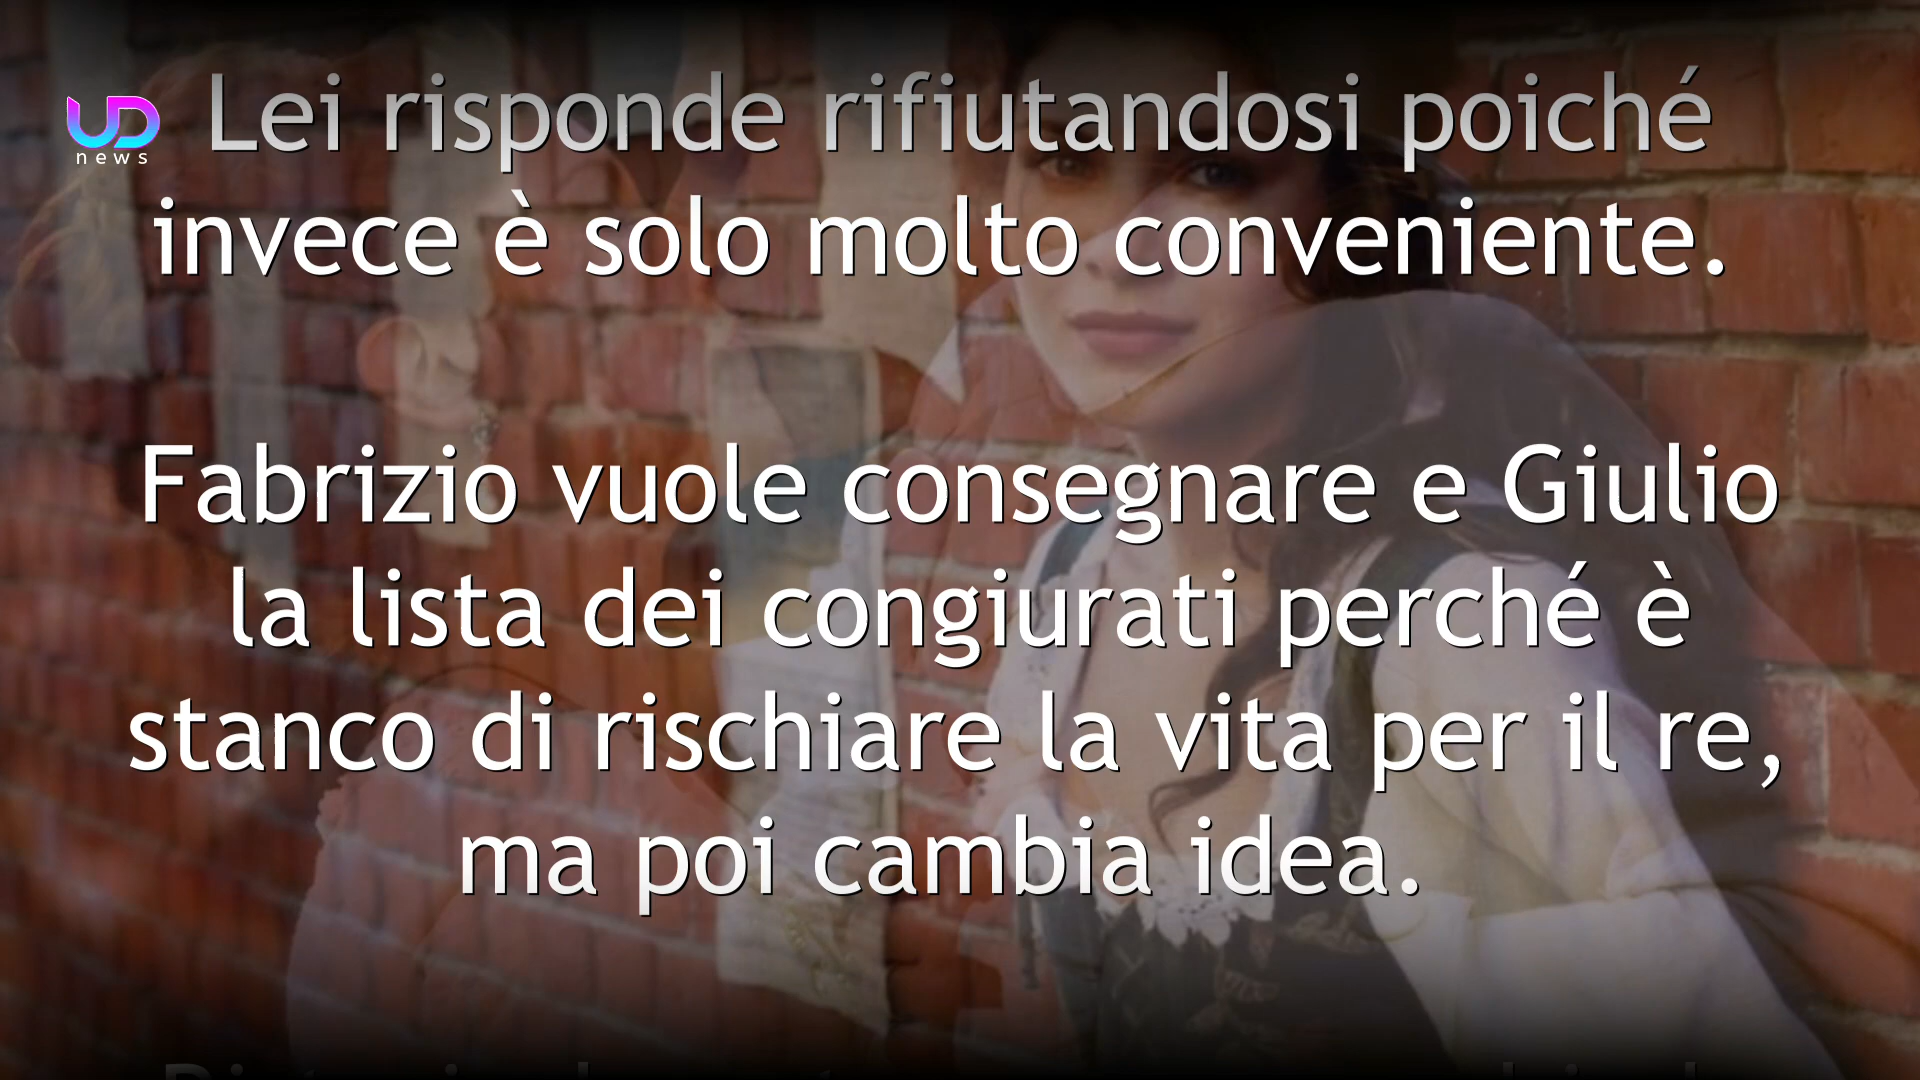 UD
news
Lei risponde rifiutandosi poiché
invece è solo molto conveniente.
Fabrizio vuole consegnare e Giulio
la lista dei congiurati perché è
stanco di rischiare la vita per il re,
ma poi cambia idea.